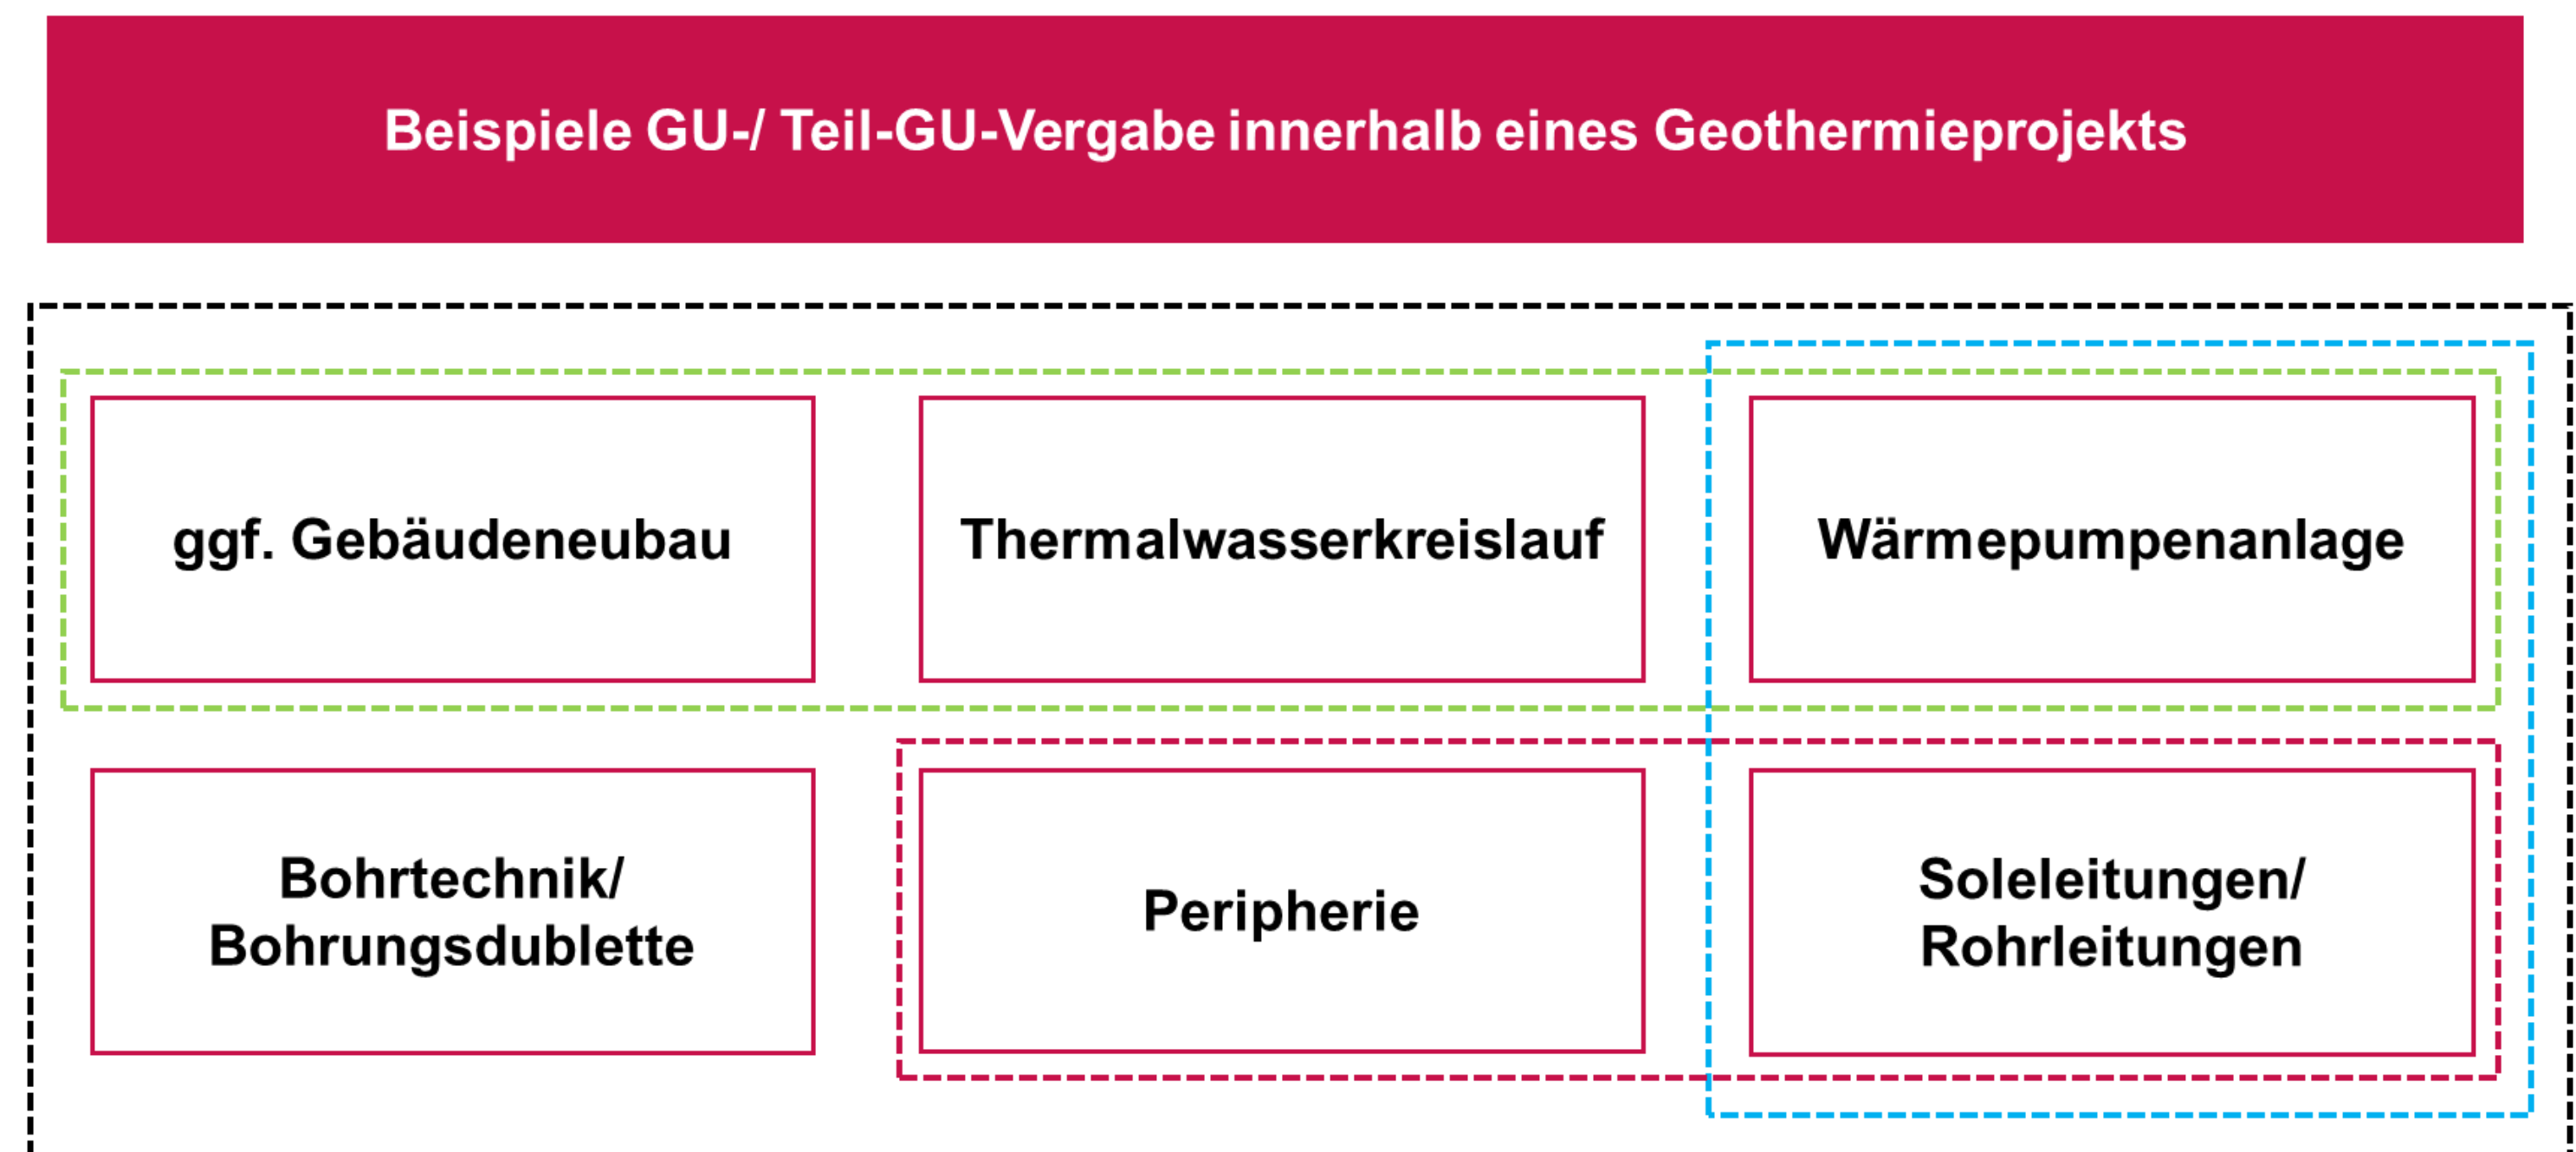 Beispiele GU-/ Teil-GU-Vergabe innerhalb eines Geothermieprojekts
ggf. Gebäudeneubau
Thermalwasserkreislauf
Wärmepumpenanlage
Bohrtechnik/
Bohrungsdublette
Peripherie
Soleleitungen/
Rohrleitungen